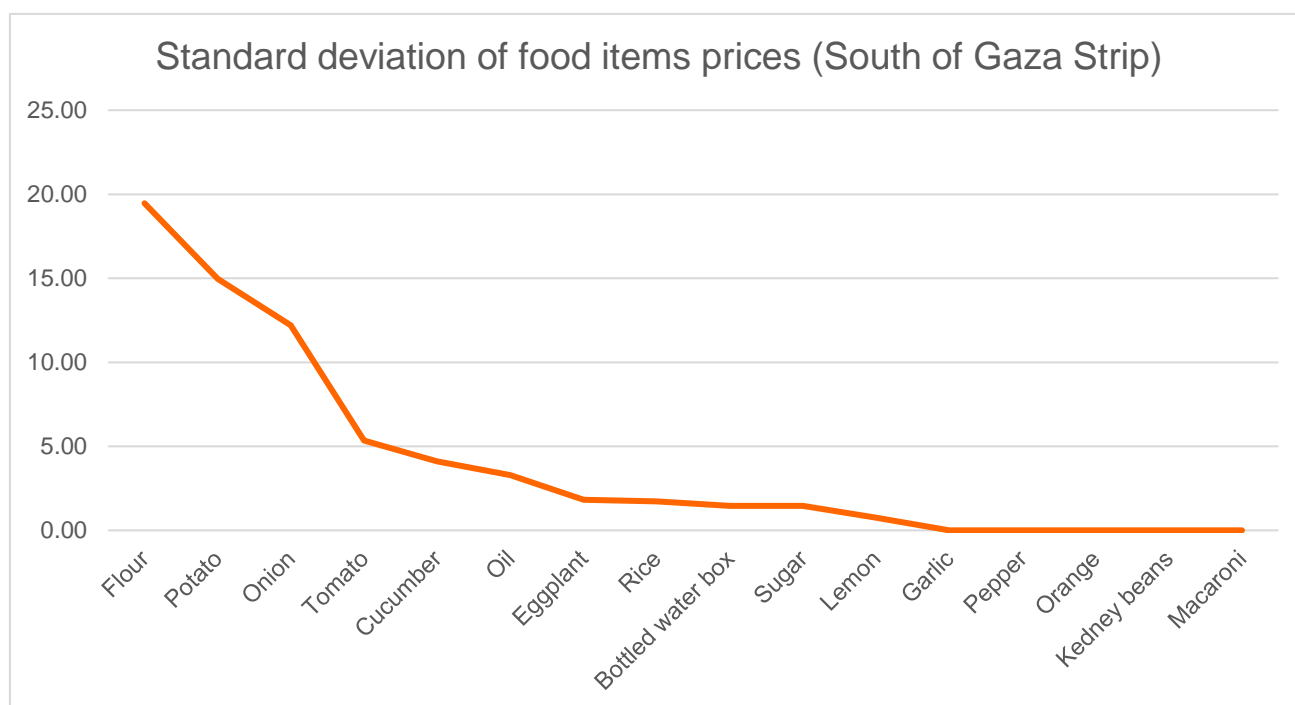 Standard deviation of food items prices (South of Gaza Strip)
25.00
20.00
15.00
10.00
5.00
0.00
Flour
Potato
Onion
Tomato
Cucumber
Oil
Eggplant
Rice
Bottled water box
Sugar
Lemon
Garlic
Pepper
Orange
Kedney beans
Macaroni